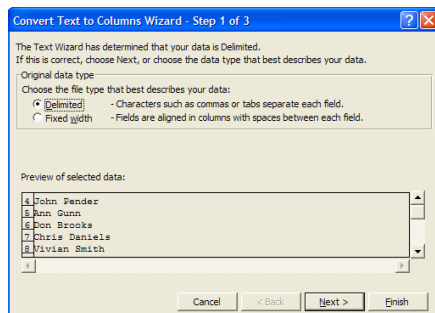 Convert Text to Columns Wizard - Step 1 of 3
The Text Wizard has determined that your data is Delimited.
If this is correct, choose Next, or choose the data type that best describes your data.
Original data type
Choose the file type that best describes your data:
Delimited - Characters such as commas or tabs separate each field.
Fixed width - Fields are aligned in columns with spaces between each field.
Preview of selected data:
4 John Pender
5 Ann Gunn
6 Don Brooks
7 Chris Daniels
8 Vivian Smith
Cancel < Back Next > Finish